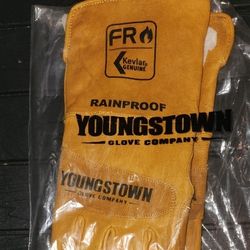 FR
Kevlar®
GENUINE
RAINPROOF
YOUNGSTOWN
GLOVE COMPANY
YOUNGSTOWN
GLOVE COMPANY